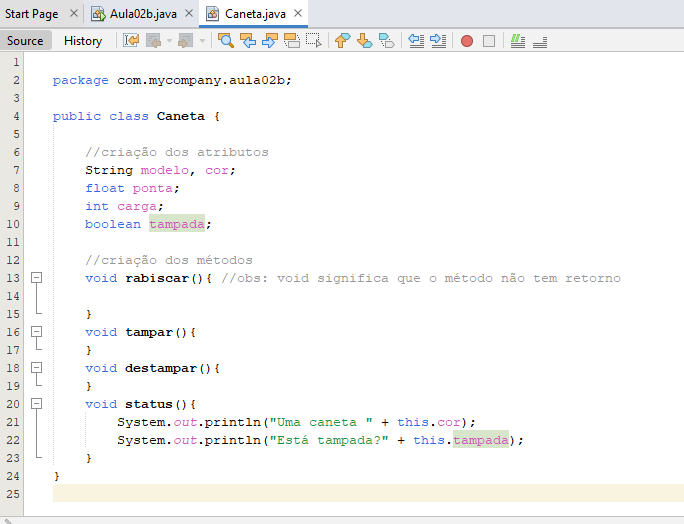 Start Page Aula02b.java Caneta.java
Source History
1
2 package com.mycompany.aula02b;
3
4 public class Caneta {
5
6 //criação dos atributos
7 String modelo, cor;
8 float ponta;
9 int carga;
10 boolean tampada;
11
12 //criação dos métodos
13 void rabiscar(){ //obs: void significa que o método não tem retorno
14
15 }
16 void tampar(){
17 }
18 void destampar(){
19 }
20 void status(){
21 System.out.println("Uma caneta " + this.cor);
22 System.out.println("Está tampada?" + this.tampada);
23 }
24 }
25